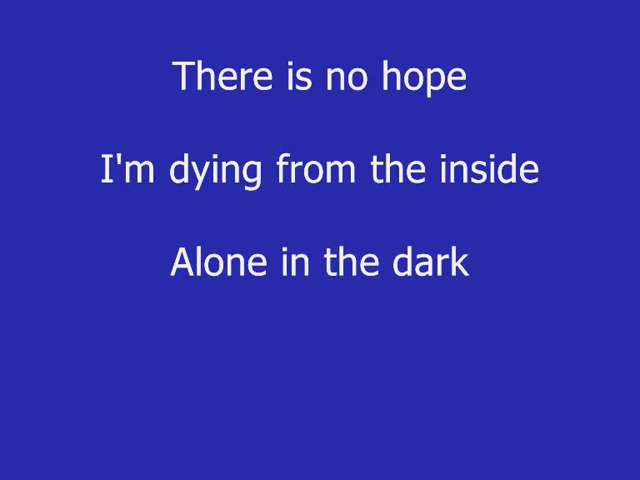 There is no hope
I'm dying from the inside
Alone in the dark